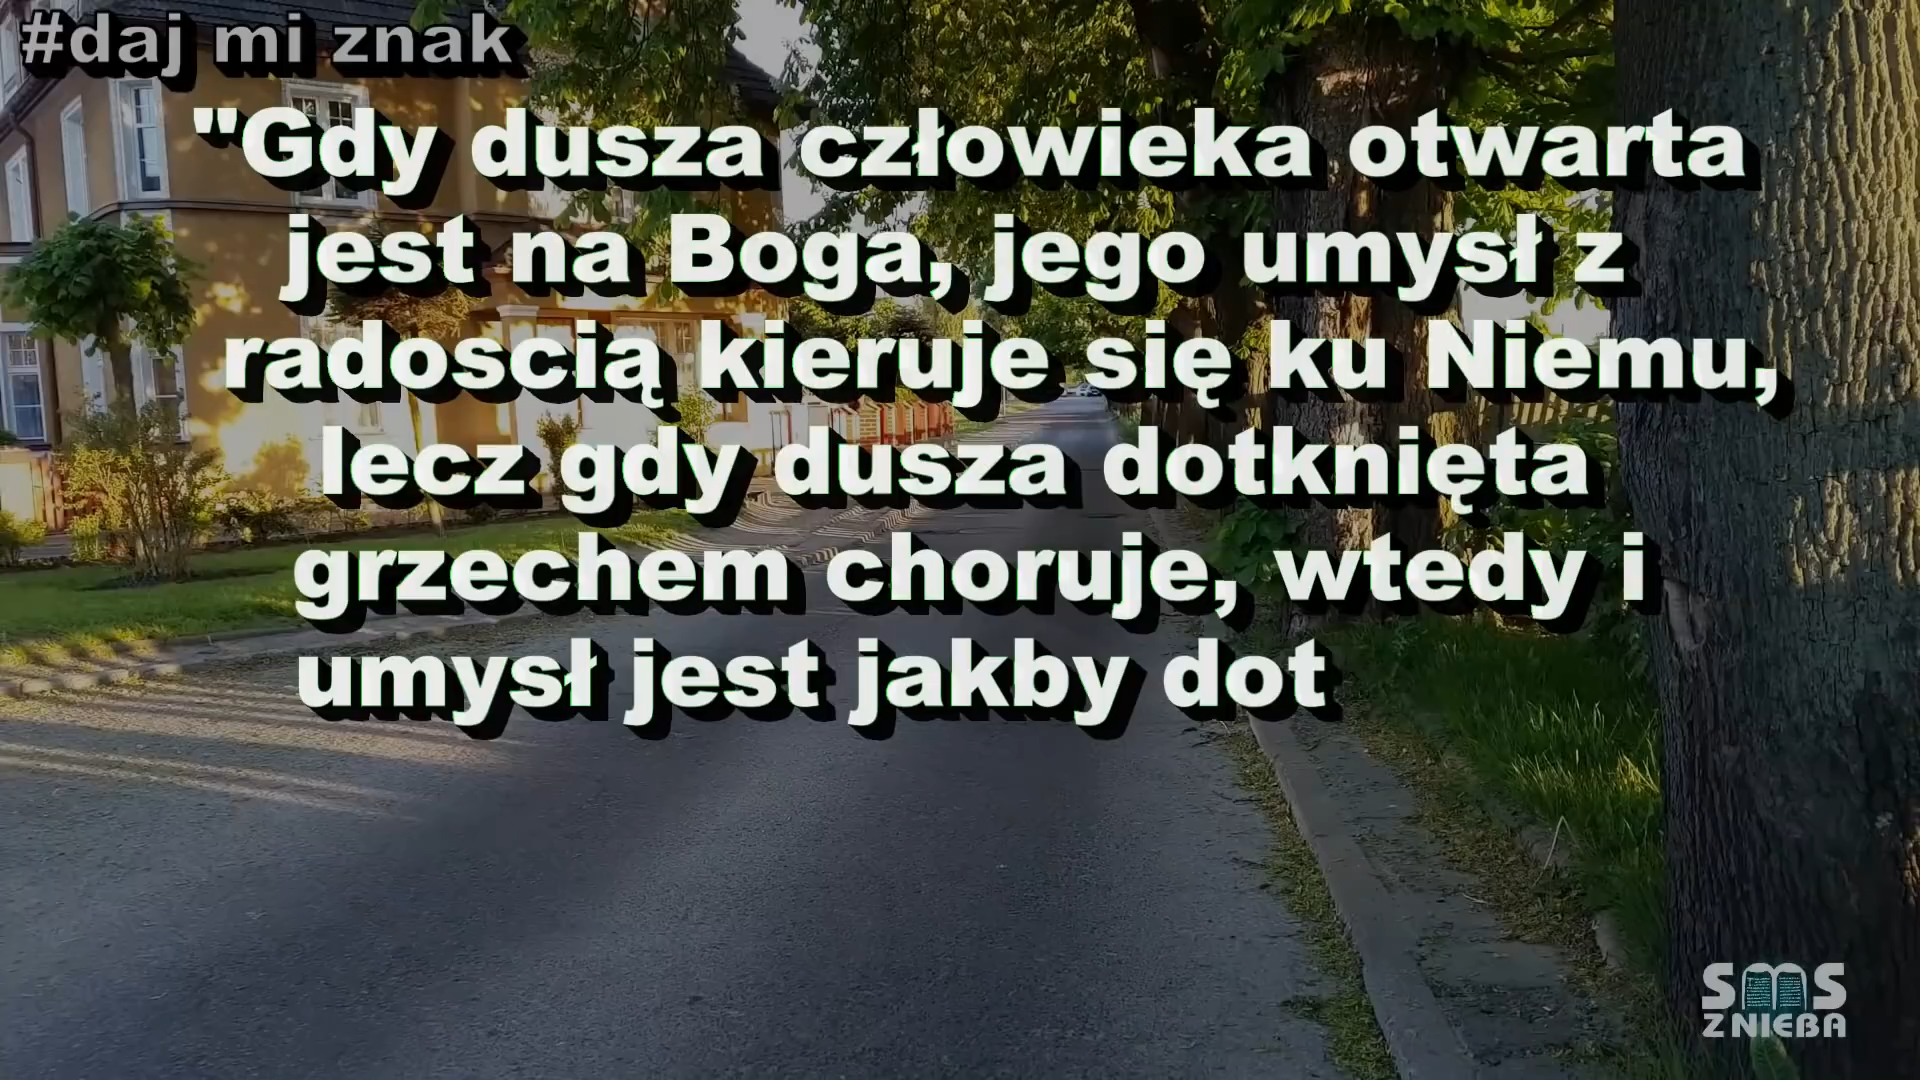 #daj mi znak
"Gdy dusza człowieka otwarta
jest na Boga, jego umysł z
radoscią kieruje się ku Niemu,
lecz gdy dusza dotknięta
grzechem choruje, wtedy i
umysł jest jakby dot
SMS
Z NIEBA